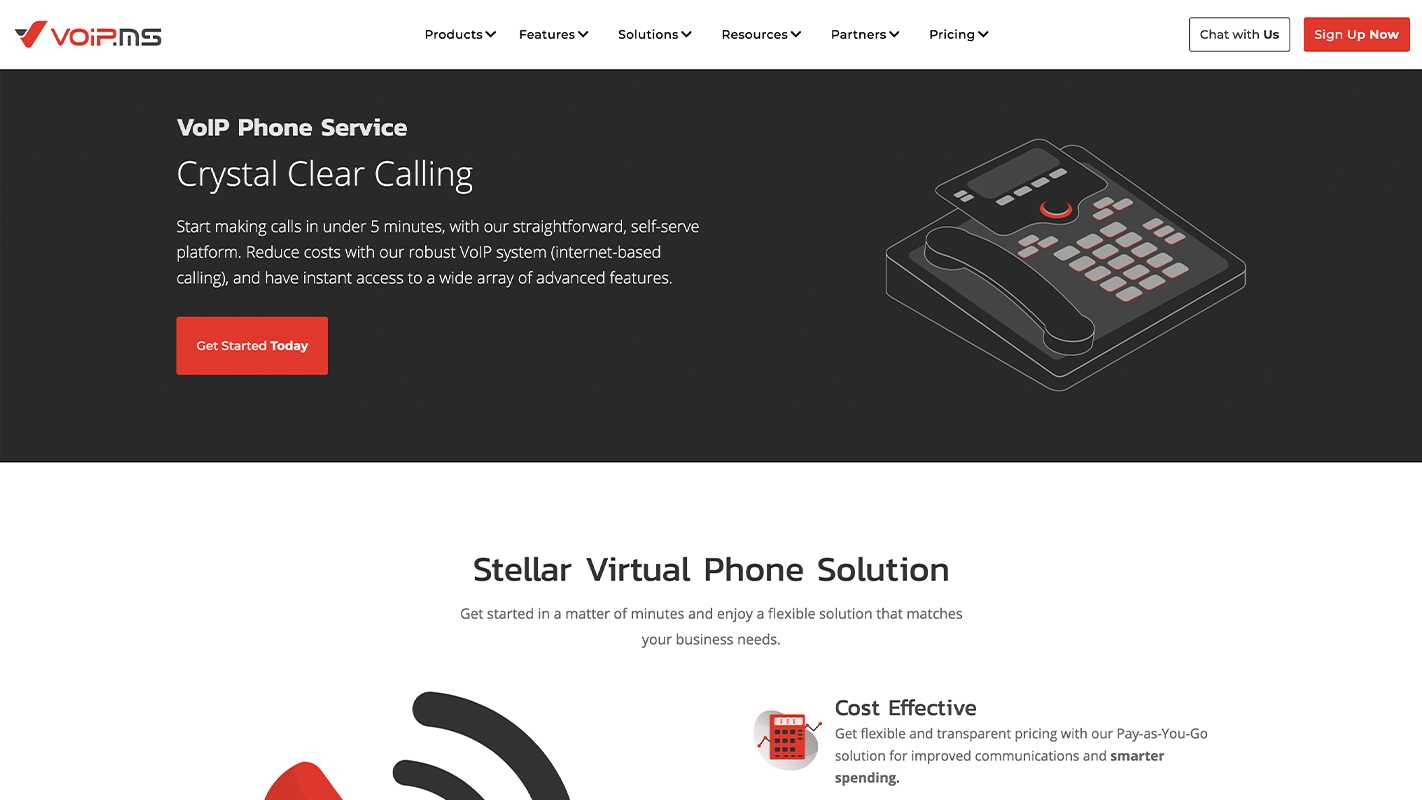 VOIP.MS
Products
Features
Solutions
Resources
Partners
Pricing
Chat with Us
Sign Up Now
VoIP Phone Service
Crystal Clear Calling
Start making calls in under 5 minutes, with our straightforward, self-serve
platform. Reduce costs with our robust VoIP system (internet-based
calling), and have instant access to a wide array of advanced features.
Get Started Today
Stellar Virtual Phone Solution
Get started in a matter of minutes and enjoy a flexible solution that matches
your business needs.
$ $ $
Cost Effective
Get flexible and transparent pricing with our Pay-as-You-Go
solution for improved communications and smarter
spending.